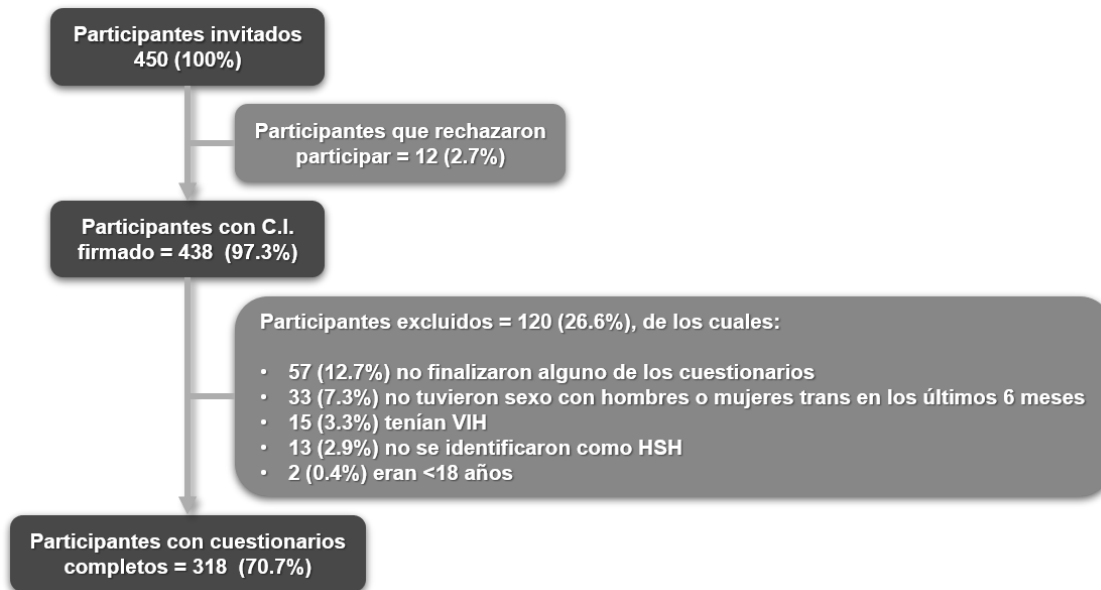 Participantes invitados
450 (100%)
Participantes que rechazaron
participar = 12 (2.7%)
Participantes con C.I.
firmado = 438 (97.3%)
Participantes excluidos = 120 (26.6%), de los cuales:
• 57 (12.7%) no finalizaron alguno de los cuestionarios
• 33 (7.3%) no tuvieron sexo con hombres o mujeres trans en los últimos 6 meses
• 15 (3.3%) tenían VIH
• 13 (2.9%) no se identificaron como HSH
• 2 (0.4%) eran <18 años
Participantes con cuestionarios
completos = 318 (70.7%)